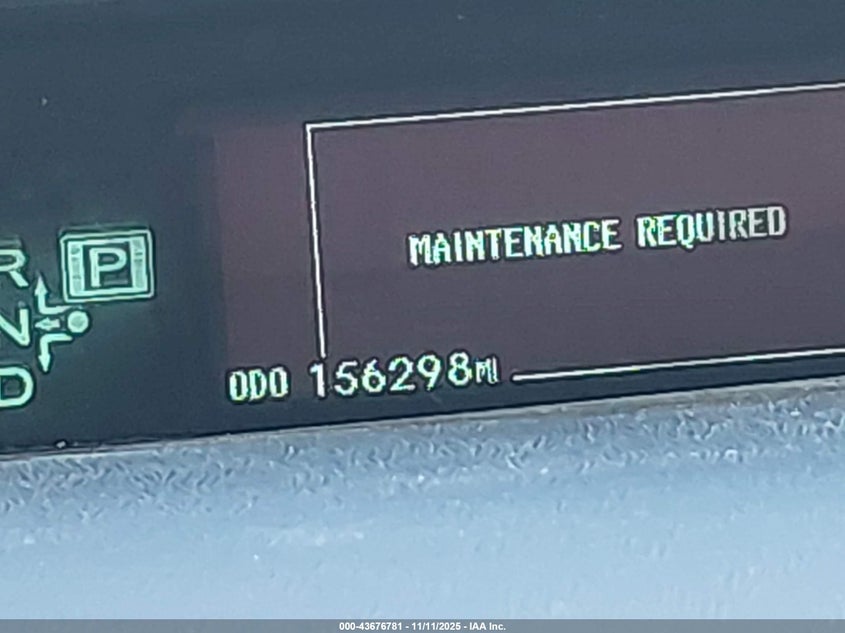 MAINTENANCE REQUIRED
R P
N
D
ODO 156298MI
000-43676781 - 11/11/2025 - IAA Inc.